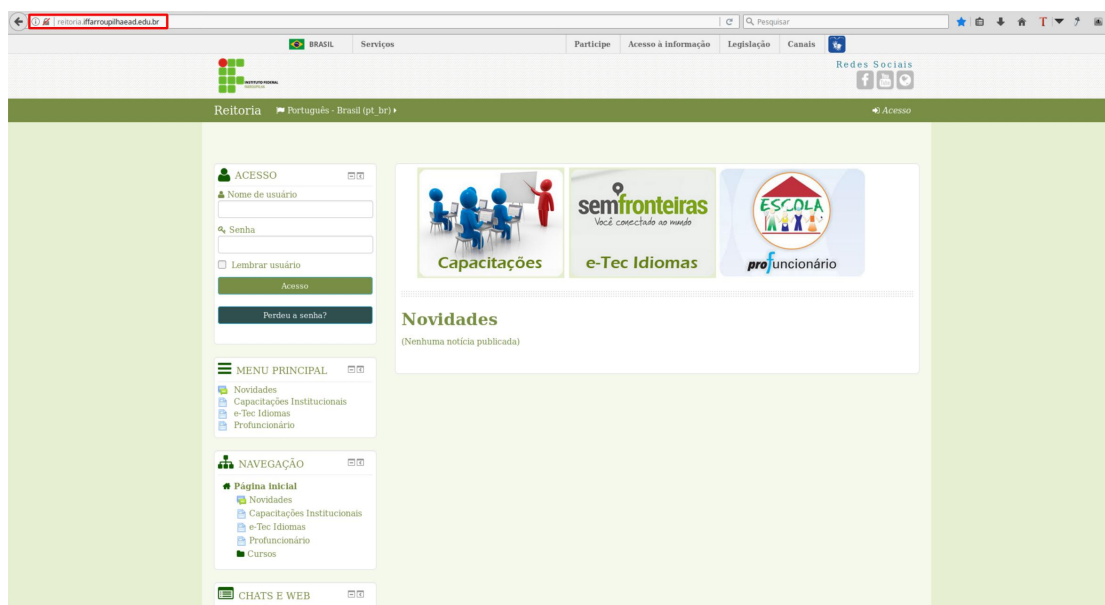 reitoria.iffarroupilhaead.edu.br
Pesquisar
BRASIL Serviços Participe Acesso à informação Legislação Canais
INSTITUTO FEDERAL
FARROUPILHA
Redes Sociais
Reitoria Português - Brasil (pt_br) Acesso
ACESSO
Nome de usuário
Senha
Lembrar usuário
Acesso
Perdeu a senha?
MENU PRINCIPAL
Novidades
Capacitações Institucionais
e-Tec Idiomas
Profuncionário
NAVEGAÇÃO
Página inicial
Novidades
Capacitações Institucionais
e-Tec Idiomas
Profuncionário
Cursos
CHATS E WEB
Capacitações
semfronteiras
Você conectado ao mundo
e-Tec Idiomas
ESCOLA
profuncionário
Novidades
(Nenhuma notícia publicada)